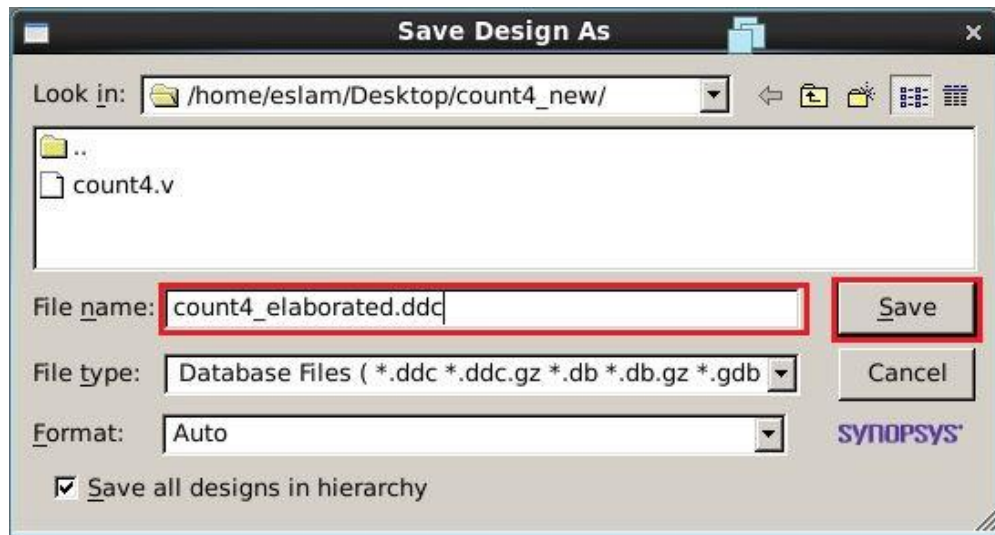 Save Design As
Look in: /home/eslam/Desktop/count4_new/
..
count4.v
File name: count4_elaborated.ddc Save
File type: Database Files ( *.ddc *.ddc.gz *.db *.db.gz *.gdb Cancel
Format: Auto SYNOPSYS
Save all designs in hierarchy